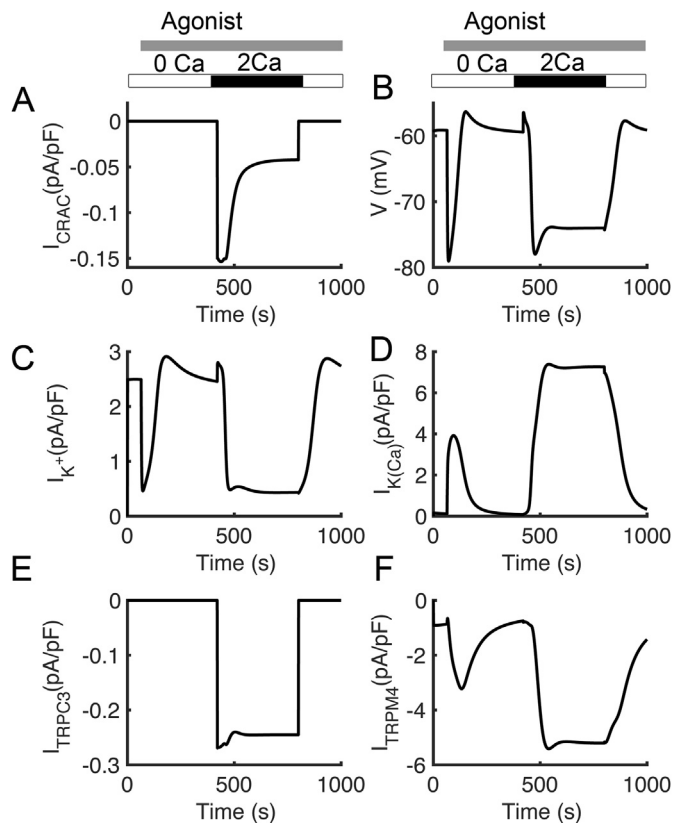 Agonist
0 Ca 2Ca
A
I_CRAC(pA/pF)
0
-0.05
-0.1
-0.15
0 500 1000
Time (s)
Agonist
0 Ca 2Ca
B
V (mV)
-60
-70
-80
0 500 1000
Time (s)
C
I_K+(pA/pF)
3
2
1
0
0 500 1000
Time (s)
D
I_K(Ca)(pA/pF)
8
6
4
2
0
0 500 1000
Time (s)
E
I_TRPC3(pA/pF)
0
-0.1
-0.2
-0.3
0 500 1000
Time (s)
F
I_TRPM4(pA/pF)
0
-2
-4
-6
0 500 1000
Time (s)